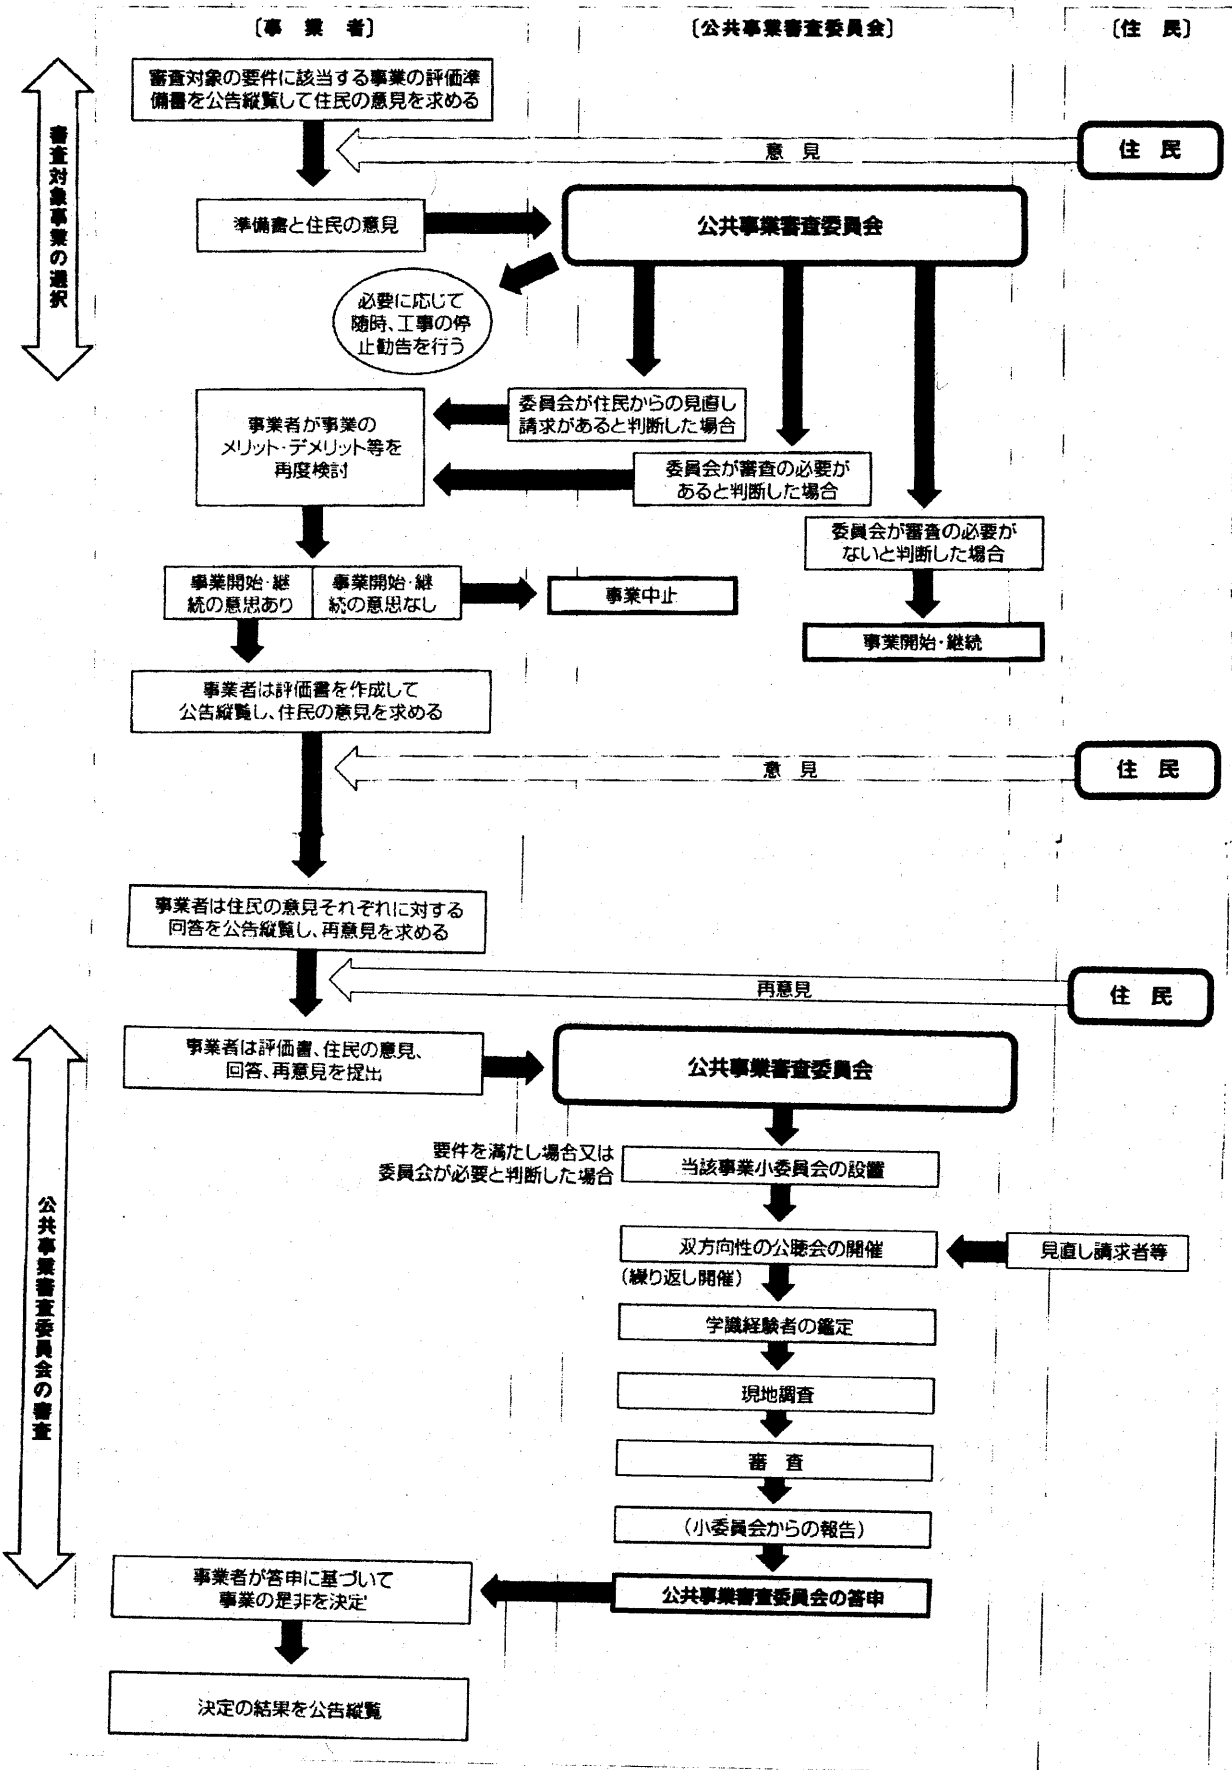 〔事　業　者〕
〔公共事業審査委員会〕
〔住　民〕
審査対象事業の選択
審査対象の要件に該当する事業の評価準
備書を公告縦覧して住民の意見を求める
意　見
住　民
準備書と住民の意見
公共事業審査委員会
必要に応じて
随時、工事の停
止勧告を行う
委員会が住民からの見直し
請求があると判断した場合
事業者が事業の
メリット・デメリット等を
再度検討
委員会が審査の必要が
あると判断した場合
委員会が審査の必要が
ないと判断した場合
事業開始・継
続の意思あり
事業開始・継
続の意思なし
事業中止
事業開始・継続
事業者は評価書を作成して
公告縦覧し、住民の意見を求める
意　見
住　民
事業者は住民の意見それぞれに対する
回答を公告縦覧し、再意見を求める
再意見
住　民
公共事業審査委員会の審査
事業者は評価書、住民の意見、
回答、再意見を提出
公共事業審査委員会
要件を満たし場合又は
委員会が必要と判断した場合
当該事業小委員会の設置
双方向性の公聴会の開催
（繰り返し開催）
見直し請求者等
学識経験者の鑑定
現地調査
審　査
（小委員会からの報告）
公共事業審査委員会の答申
事業者が答申に基づいて
事業の是非を決定
決定の結果を公告縦覧